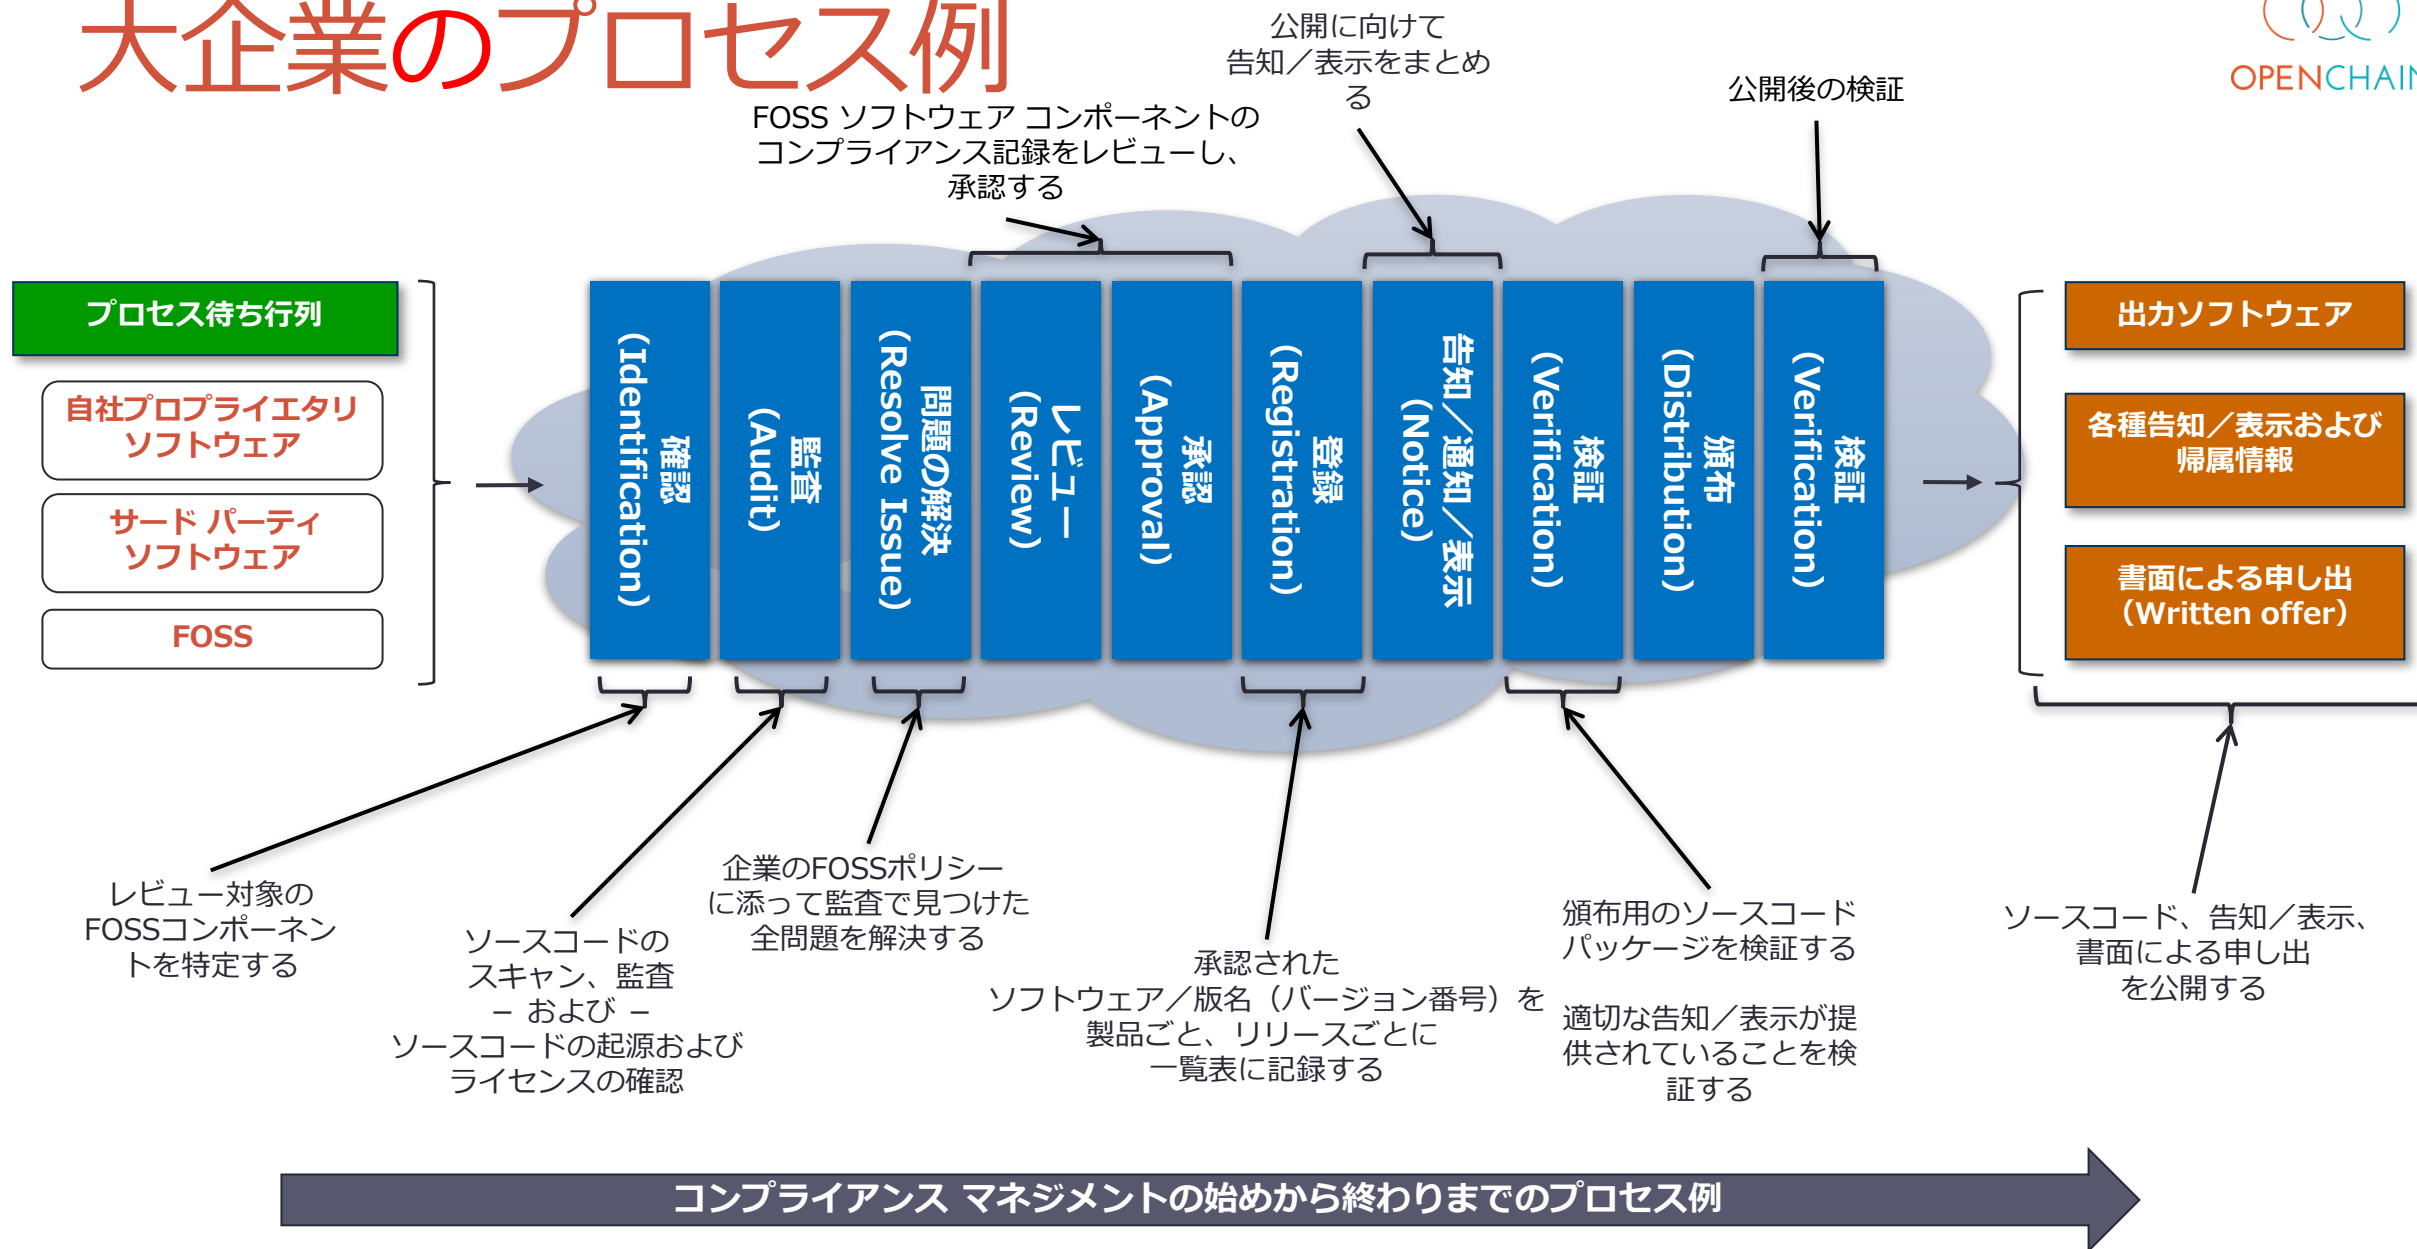 大企業のプロセス例
OPENCHAIN
公開に向けて
告知／表示をまとめ
る
公開後の検証
FOSS ソフトウェア コンポーネントの
コンプライアンス記録をレビューし、
承認する
プロセス待ち行列
自社プロプライエタリ
ソフトウェア
サード パーティ
ソフトウェア
FOSS
確認
(Identification)
監査
(Audit)
問題の解決
(Resolve Issue)
レビュー
(Review)
承認
(Approval)
登録
(Registration)
告知／通知／表示
(Notice)
検証
(Verification)
頒布
(Distribution)
検証
(Verification)
出力ソフトウェア
各種告知／表示および
帰属情報
書面による申し出
（Written offer）
レビュー対象の
FOSSコンポーネン
トを特定する
ソースコードの
スキャン、監査
– および –
ソースコードの起源および
ライセンスの確認
企業のFOSSポリシー
に添って監査で見つけた
全問題を解決する
承認された
ソフトウェア／版名（バージョン番号）を
製品ごと、リリースごとに
一覧表に記録する
頒布用のソースコード
パッケージを検証する
適切な告知／表示が提
供されていることを検
証する
ソースコード、告知／表示、
書面による申し出
を公開する
コンプライアンス マネジメントの始めから終わりまでのプロセス例